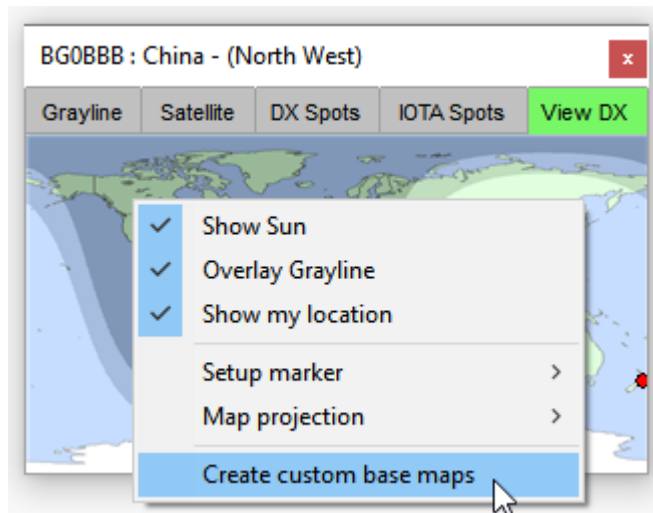 BG0BBB : China - (North West) x
Grayline Satellite DX Spots IOTA Spots View DX
Show Sun
Overlay Grayline
Show my location
Setup marker
Map projection
Create custom base maps